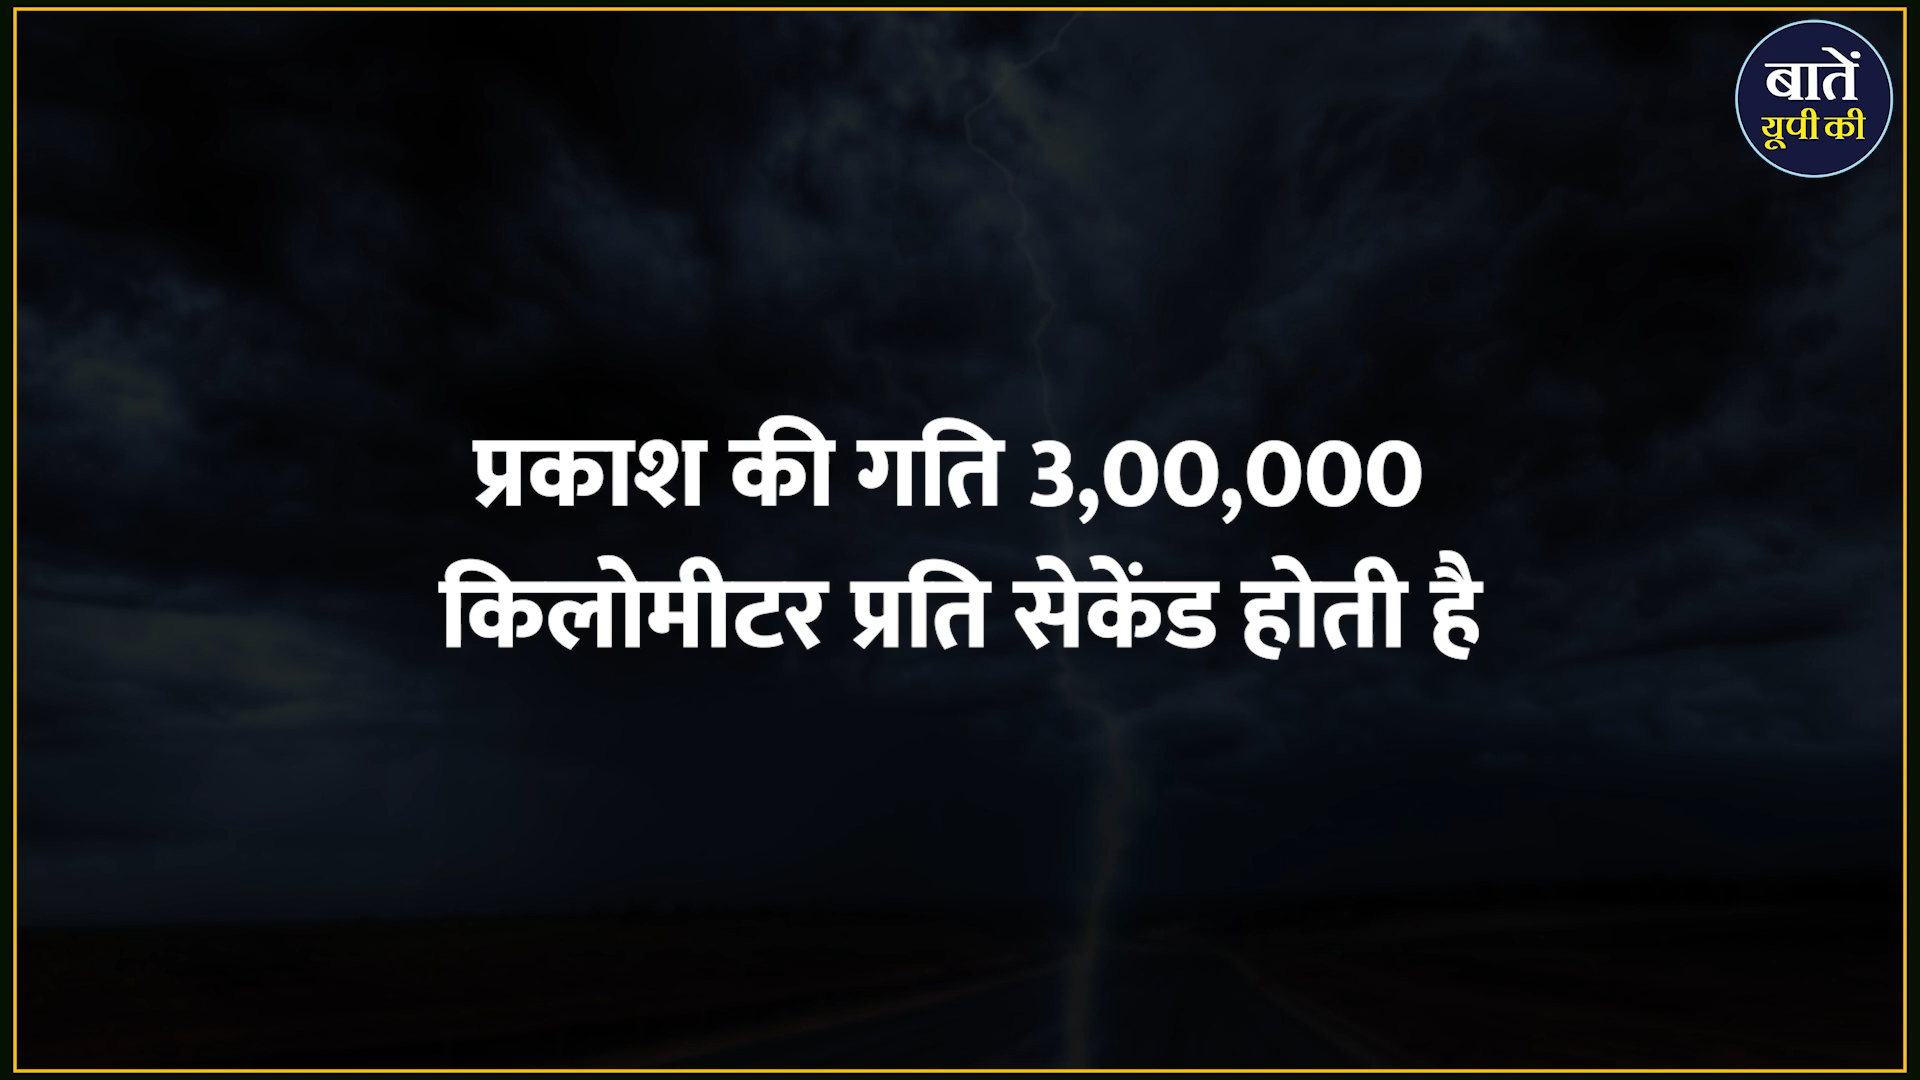 बातें
यूपी की
प्रकाश की गति 3,00,000
किलोमीटर प्रति सेकेंड होती है